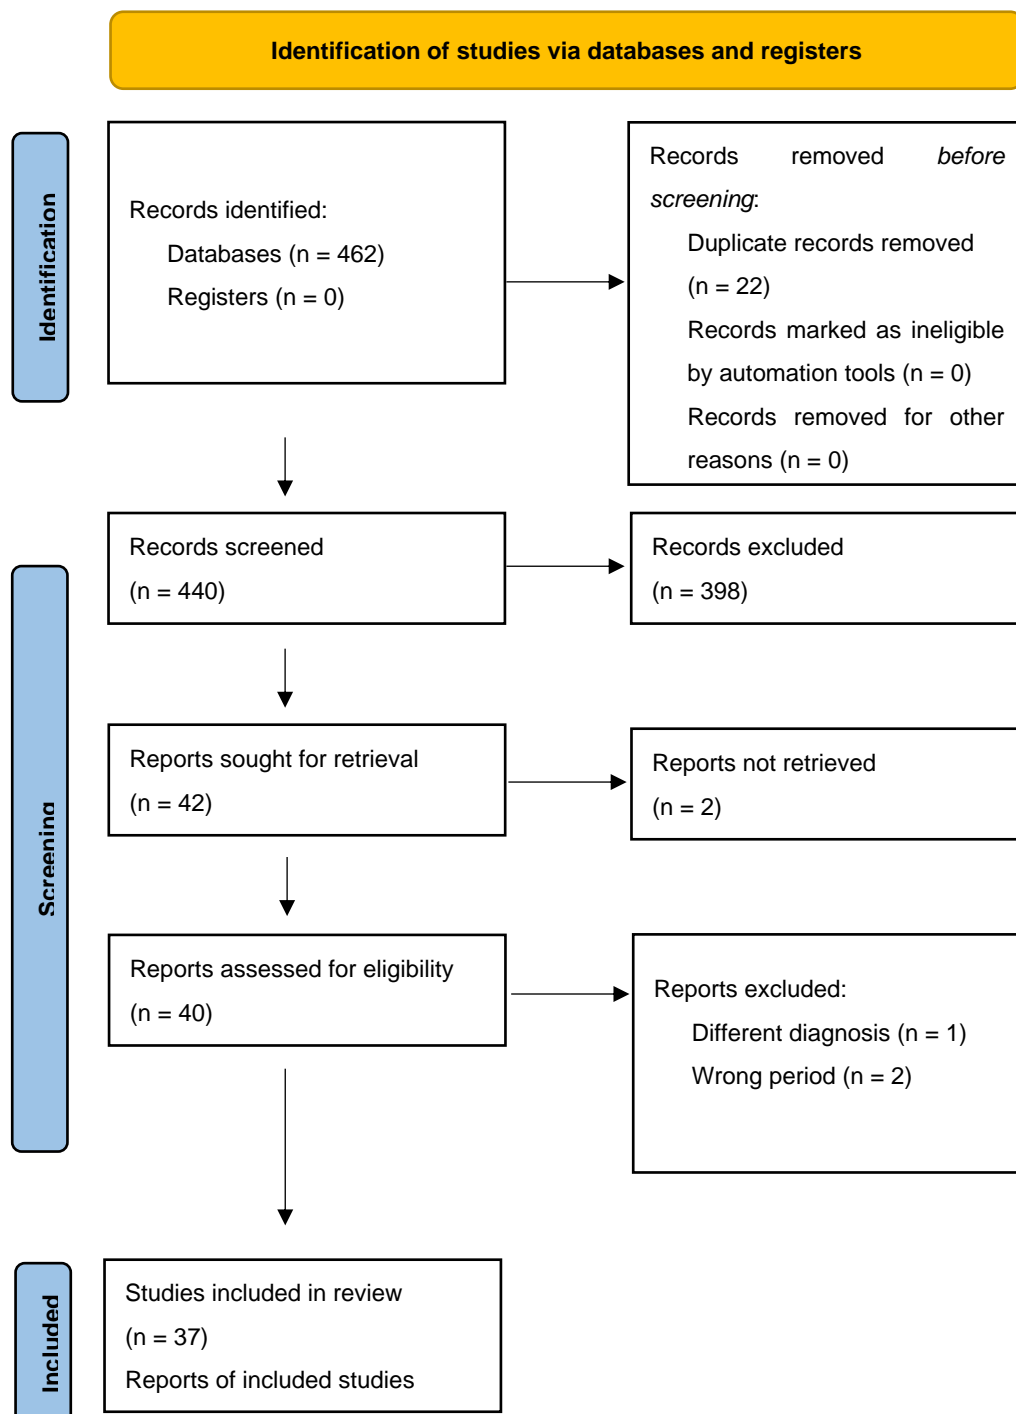 Identification of studies via databases and registers
Identification
Records identified:
Databases (n = 462)
Registers (n = 0)
Records removed before
screening:
Duplicate records removed
(n = 22)
Records marked as ineligible
by automation tools (n = 0)
Records removed for other
reasons (n = 0)
Screening
Records screened
(n = 440)
Records excluded
(n = 398)
Reports sought for retrieval
(n = 42)
Reports not retrieved
(n = 2)
Reports assessed for eligibility
(n = 40)
Reports excluded:
Different diagnosis (n = 1)
Wrong period (n = 2)
Included
Studies included in review
(n = 37)
Reports of included studies